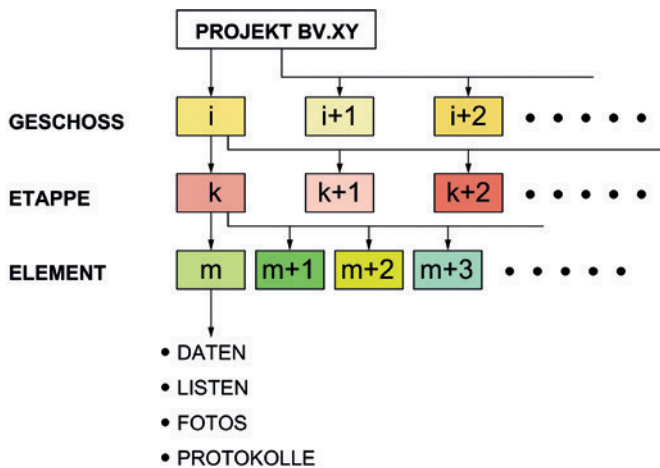 PROJEKT BV.XY
GESCHOSS i i+1 i+2 • • • • •
ETAPPE k k+1 k+2 • • • • •
ELEMENT m m+1 m+2 m+3 • • • • •
• DATEN
• LISTEN
• FOTOS
• PROTOKOLLE